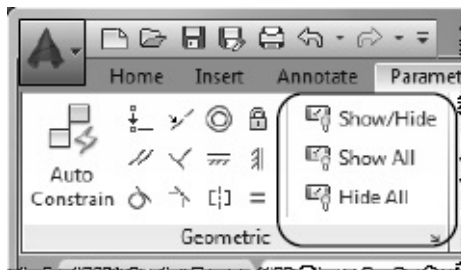 Home Insert Annotate Paramet
Show/Hide
Show All
Hide All
Auto
Constrain
Geometric